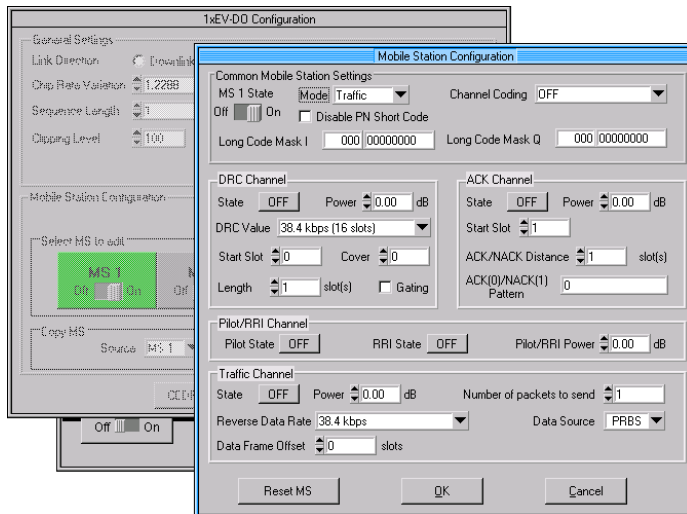 1xEV-DO Configuration
General Settings
Link Direction Downlink
Chip Rate Variation 1.2288
Sequence Length 1
Clipping Level 100
Mobile Station Configuration
Select MS to edit
MS 1
Off On Off
Copy MS
Source MS 1
Off On
Mobile Station Configuration
Common Mobile Station Settings
MS 1 State Mode Traffic Channel Coding OFF
Off On Disable PN Short Code
Long Code Mask I 000 00000000 Long Code Mask Q 000 00000000
DRC Channel
State OFF Power 0.00 dB
DRC Value 38.4 kbps (16 slots)
Start Slot 0 Cover 0
Length 1 slot(s) Gating
ACK Channel
State OFF Power 0.00 dB
Start Slot 1
ACK/NACK Distance 1 slot(s)
ACK(0)/NACK(1) 0
Pattern
Pilot/RRI Channel
Pilot State OFF RRI State OFF Pilot/RRI Power 0.00 dB
Traffic Channel
State OFF Power 0.00 dB Number of packets to send 1
Reverse Data Rate 38.4 kbps Data Source PRBS
Data Frame Offset 0 slots
Reset MS OK Cancel